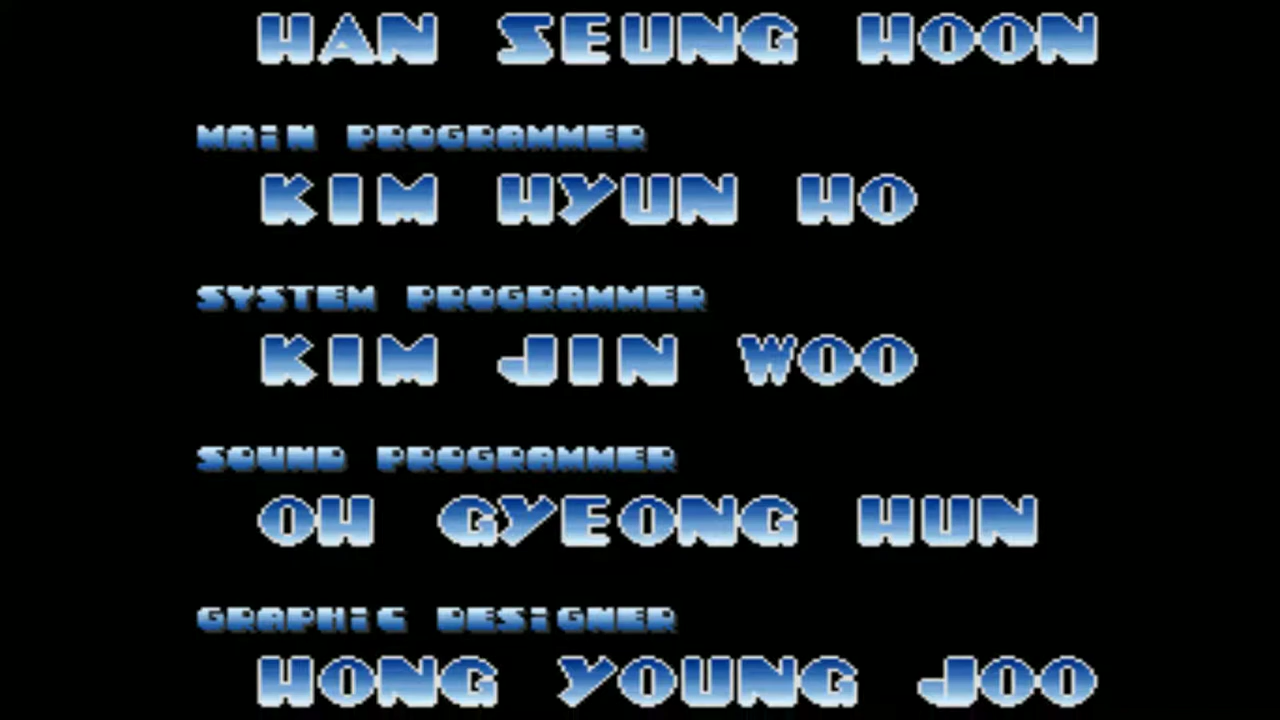 HAN SEUNG HOON
MAiN PROGRAMMER
KIM HYUN HO
SYSTEM PROGRAMMER
KIM JIN WOO
SOUND PROGRAMMER
OH GYEONG HUN
GRAPHiC DESiGNER
HONG YOUNG JOO